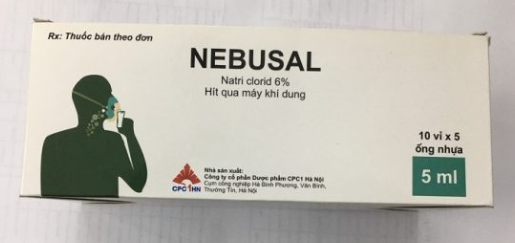 Rx: Thuốc bán theo đơn
NEBUSAL
Natri clorid 6%
Hít qua máy khí dung
10 vỉ x 5
ống nhựa
5 ml
CPC1HN
Nhà sản xuất:
Công ty cổ phần Dược phẩm CPC1 Hà Nội
Cụm công nghiệp Hà Bình Phương, Văn Bình,
Thường Tín, Hà Nội